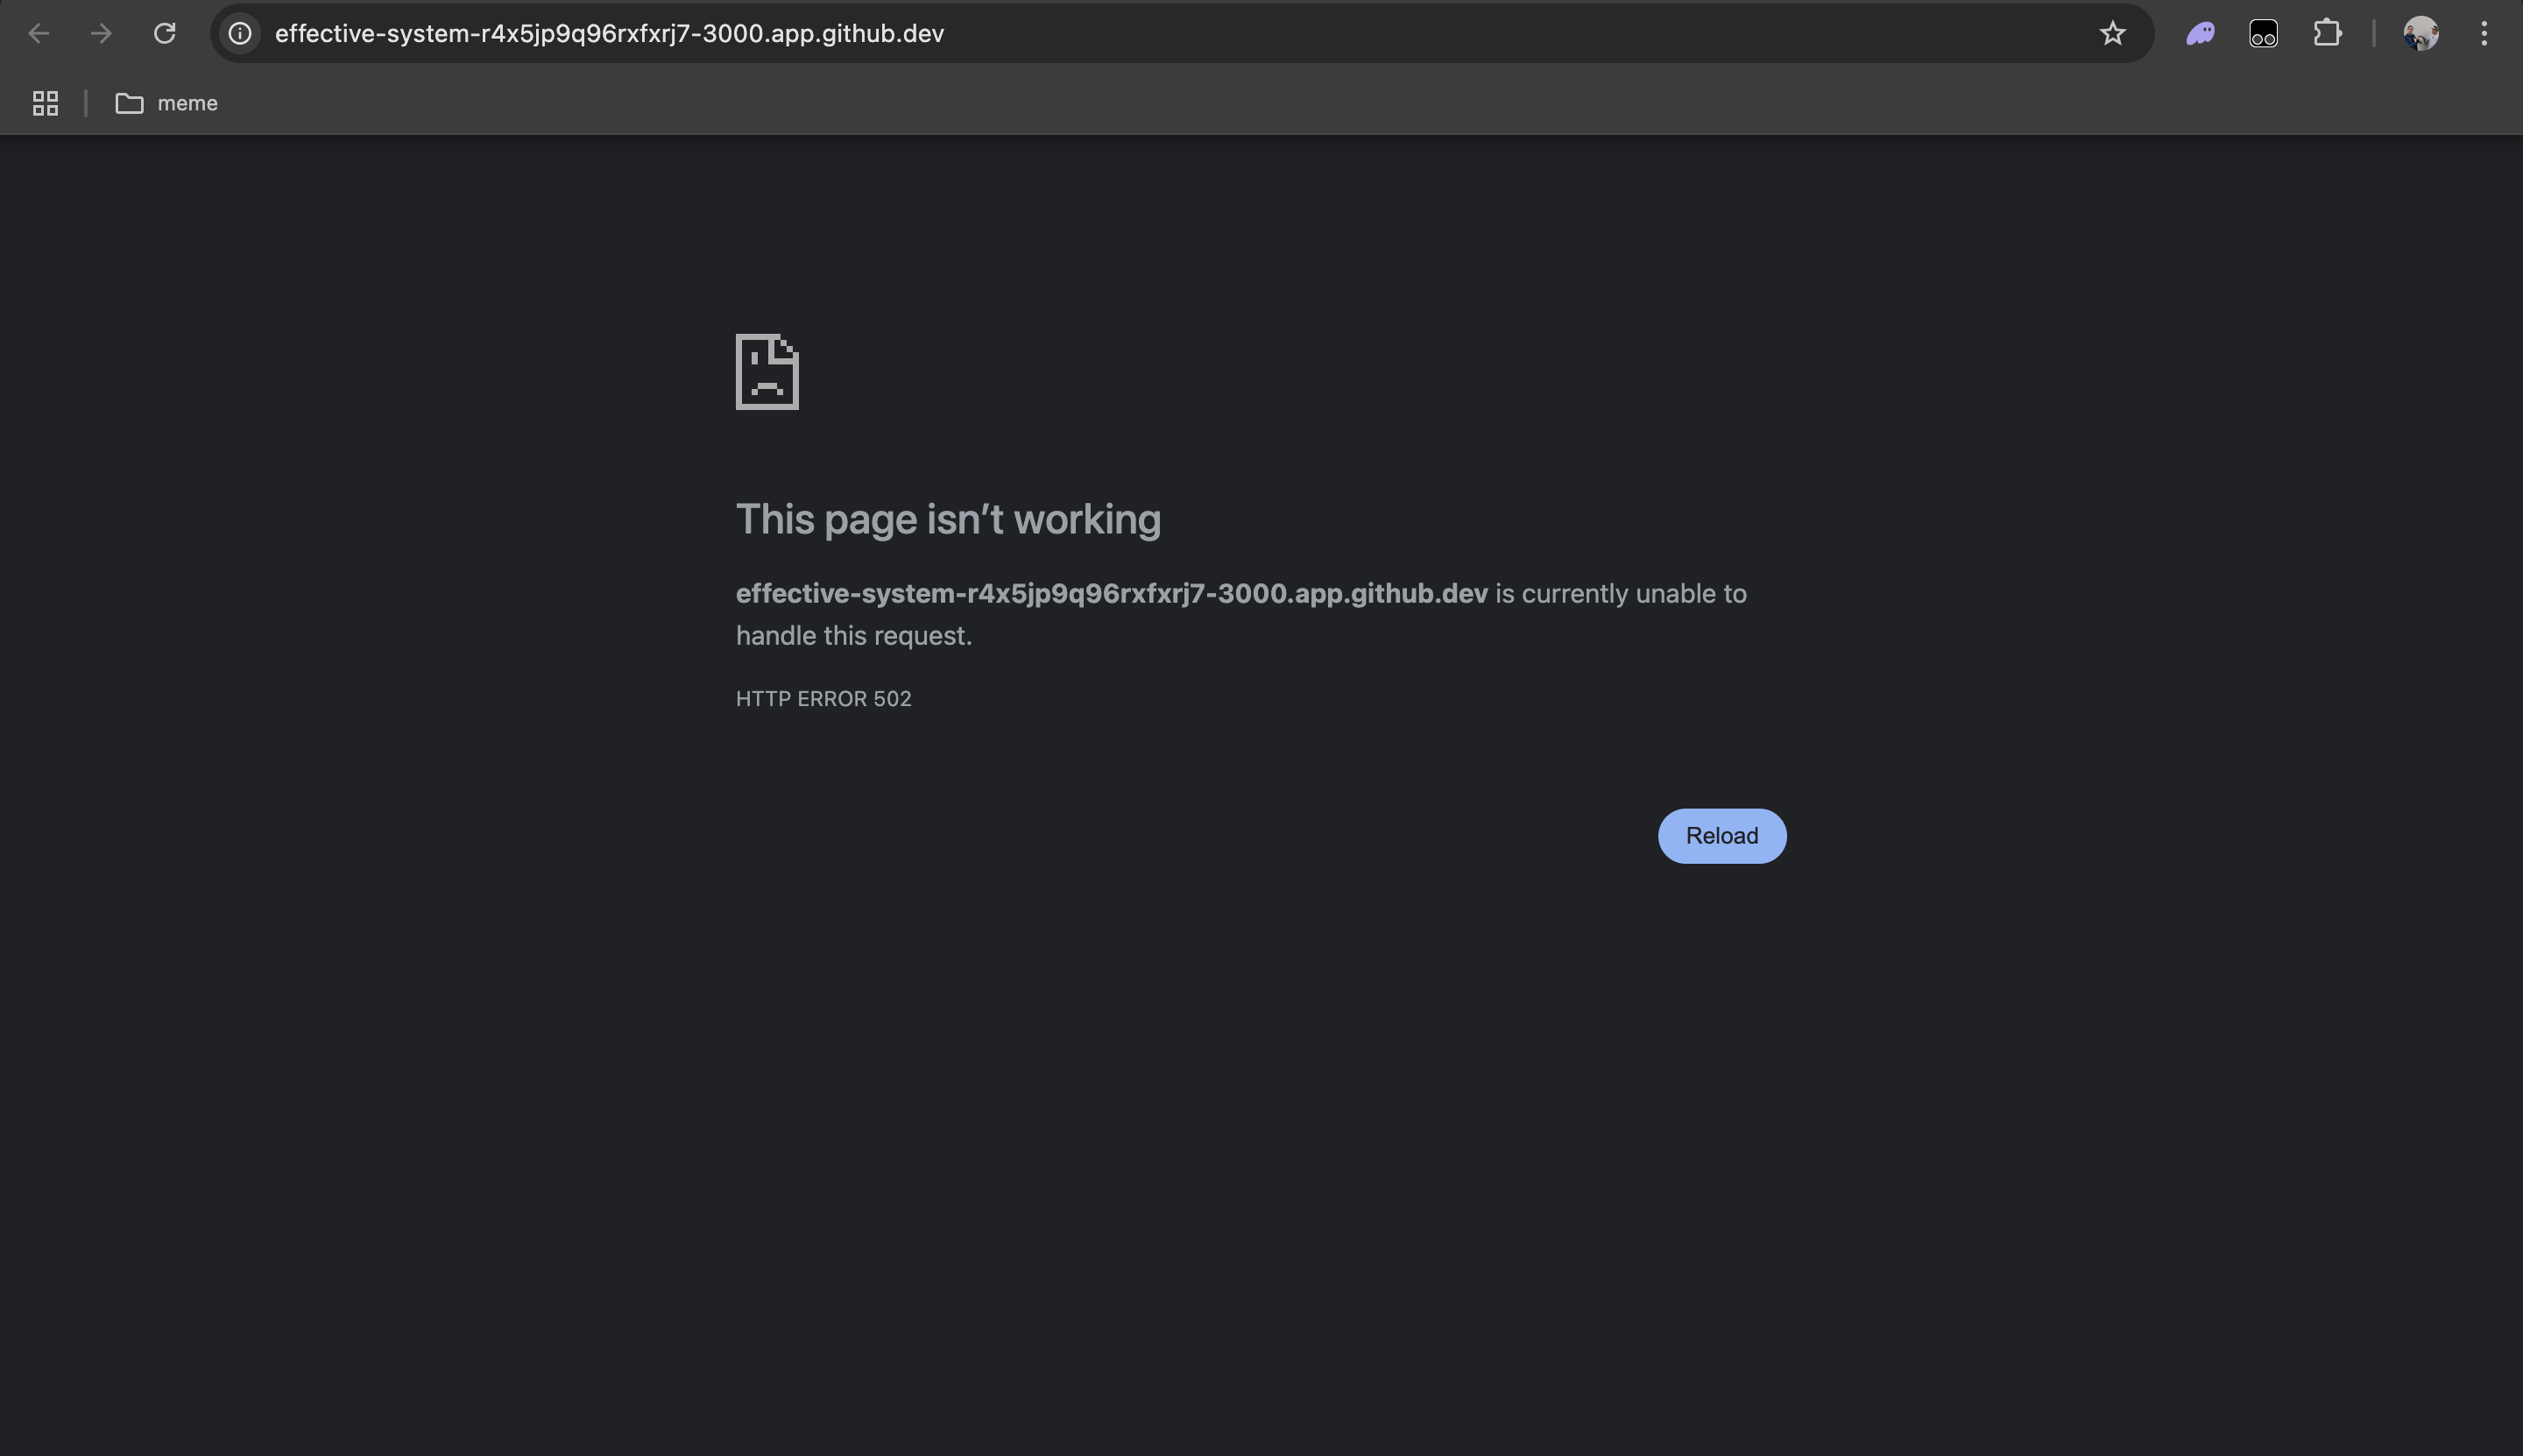 effective-system-r4x5jp9q96rxfxrj7-3000.app.github.dev
meme
This page isn’t working
effective-system-r4x5jp9q96rxfxrj7-3000.app.github.dev is currently unable to
handle this request.
HTTP ERROR 502
Reload